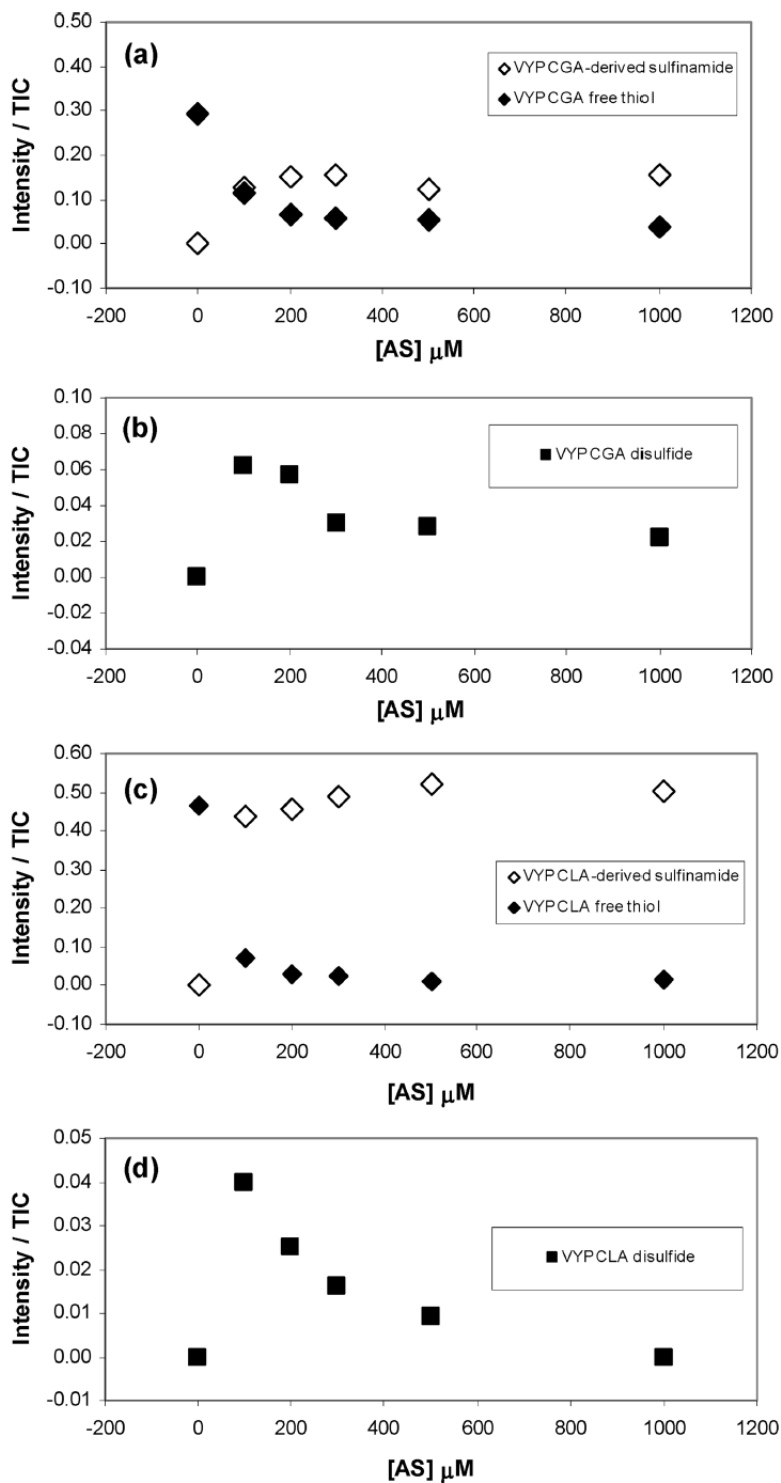 0.50
(a)
0.40
◇ VYPCGA-derived sulfinamide
◆ VYPCGA free thiol
0.30
0.20
0.10
0.00
-0.10
Intensity / TIC
-200 0 200 400 600 800 1000 1200
[AS] μM
0.10
(b)
0.08
■ VYPCGA disulfide
0.06
0.04
0.02
0.00
-0.02
-0.04
Intensity / TIC
-200 0 200 400 600 800 1000 1200
[AS] μM
0.60
(c)
0.50
0.40
0.30
◇ VYPCLA-derived sulfinamide
◆ VYPCLA free thiol
0.20
0.10
0.00
-0.10
Intensity / TIC
-200 0 200 400 600 800 1000 1200
[AS] μM
0.05
(d)
0.04
0.03
■ VYPCLA disulfide
0.02
0.01
0.00
-0.01
Intensity / TIC
-200 0 200 400 600 800 1000 1200
[AS] μM